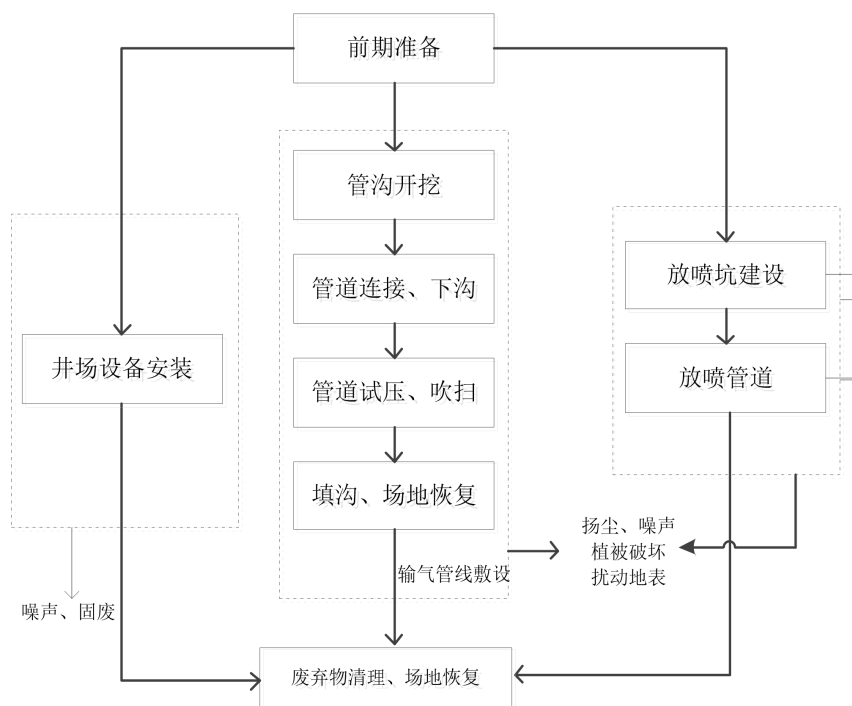 前期准备
管沟开挖
管道连接、下沟
管道试压、吹扫
填沟、场地恢复
输气管线敷设
井场设备安装
噪声、固废
放喷坑建设
放喷管道
扬尘、噪声
植被破坏
扰动地表
废弃物清理、场地恢复